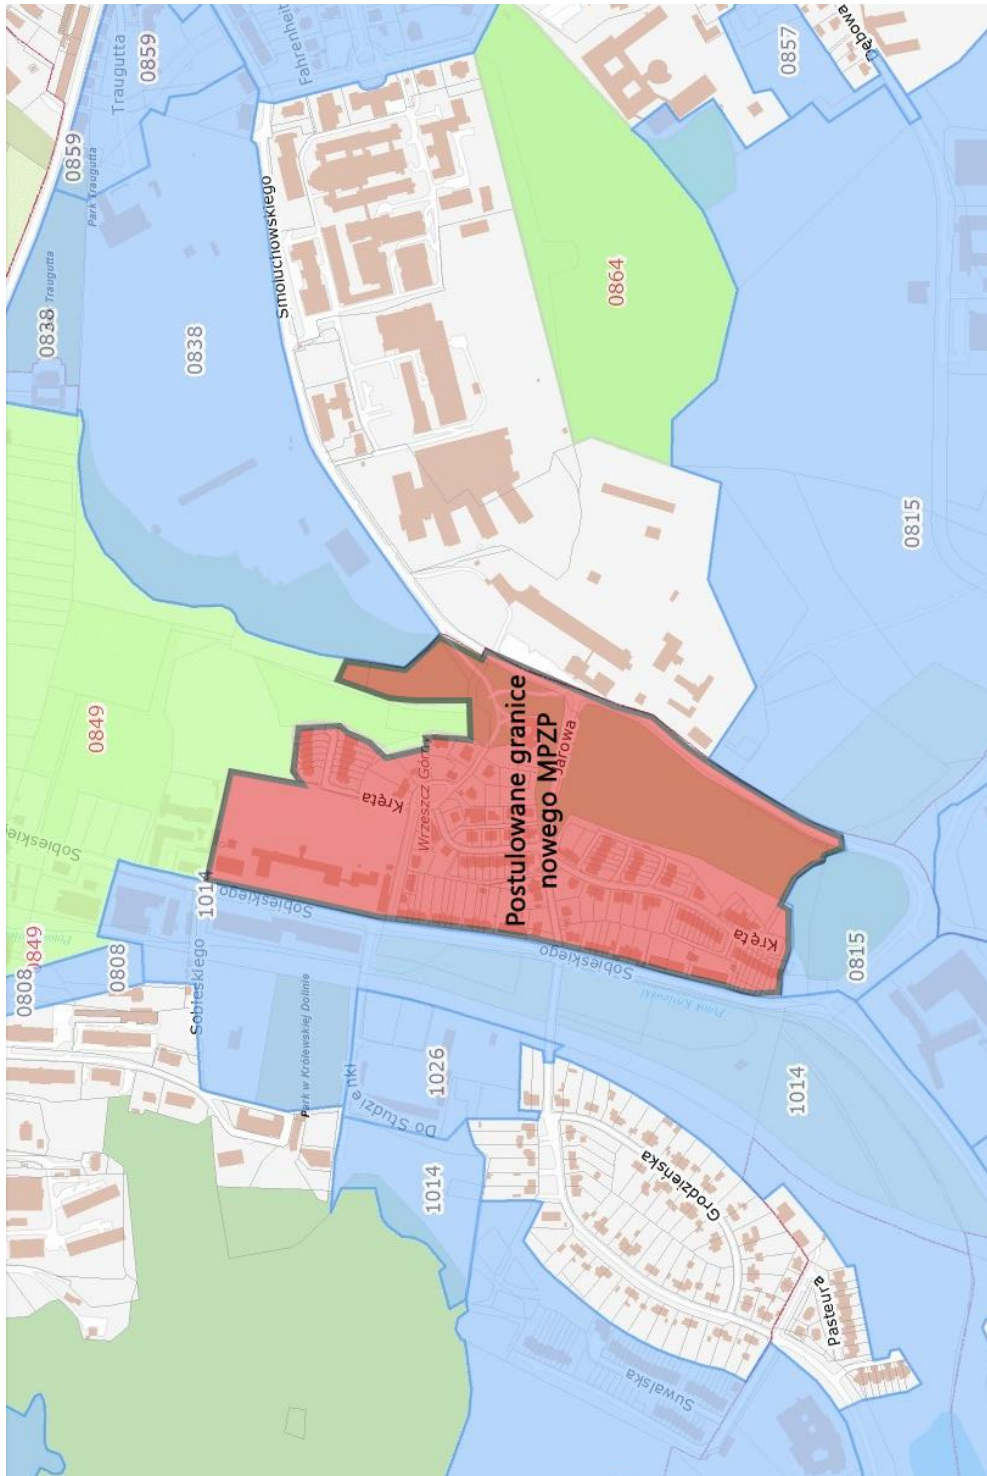 0859
Traugutta
0859
Park Traugutta
Fahrenheit
0857
Dębowa
Traugutta
0838
0838
Smoluchowskiego
0864
0815
0849
Sobieskieg
0849
0808
0808
1014
Sobieskiego
Sobieskiego
Kręta
Wrzeszcz Górny
Postulowane granice
nowego MPZP
Jarowa
Kręta
Sobieskiego
Potok Królewski
0815
Park w Królewskiej Dolinie
Do Studzienki
1026
1014
1014
Grodzieńska
Pasteura
Suwalska